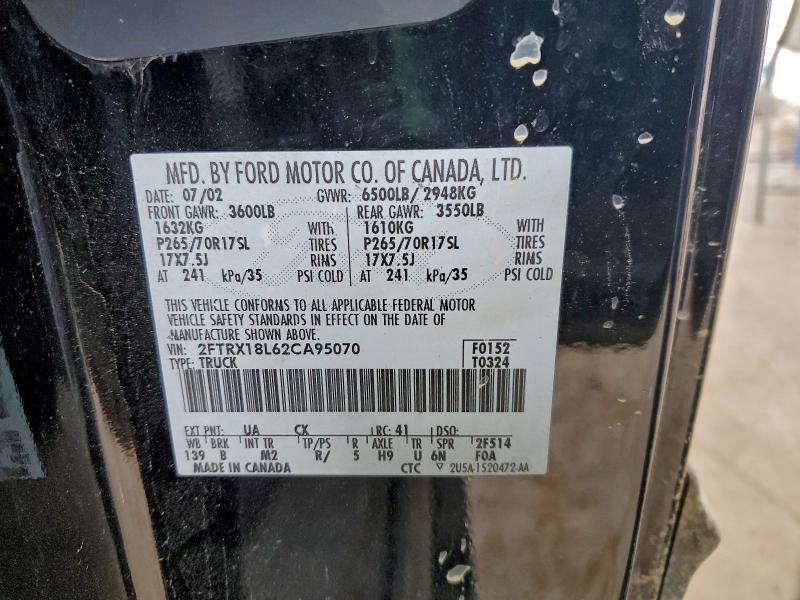 MFD. BY FORD MOTOR CO. OF CANADA, LTD.
DATE: 07/02 GVWR: 6500LB/ 2948KG
FRONT GAWR: 3600LB REAR GAWR: 3550LB
1632KG WITH 1610KG WITH
P265/70R17SL TIRES P265/70R17SL TIRES
17X7.5J RIMS 17X7.5J RIMS
AT 241 kPa/35 PSI COLD AT 241 kPa/35 PSI COLD
THIS VEHICLE CONFORMS TO ALL APPLICABLE FEDERAL MOTOR
VEHICLE SAFETY STANDARDS IN EFFECT ON THE DATE OF
MANUFACTURE SHOWN ABOVE.
VIN: 2FTRX18L62CA95070 F0152
TYPE: TRUCK T0324
EXT PNT: UA CX RC: 41 DSO:
WB BRK INT TR TP/PS R AXLE TR SPR 2F514
139 B M2 R/ 5 H9 U 6N F0A
MADE IN CANADA CTC 2U5A-1520472-AA